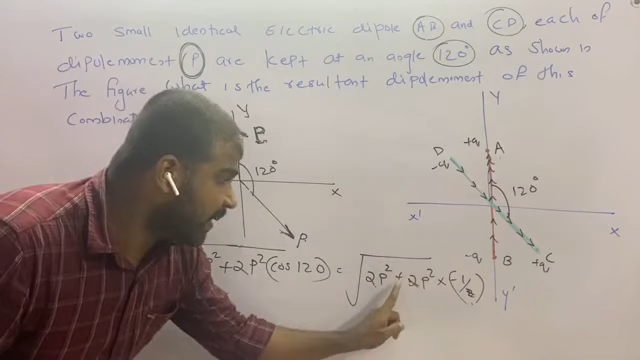 Two small identical Electric dipole AB and CD, each of
dipolemoment P are kept at an angle 120° as shown in
The figure what is the resultant dipolemoment of this
Combinat
Y
P
120°
x
P
Y
+q A
D
-q
120°
x'
x
-q B
+q C
y'
p² + 2p² (cos 120) = √2p² + 2p² × (-1/2)